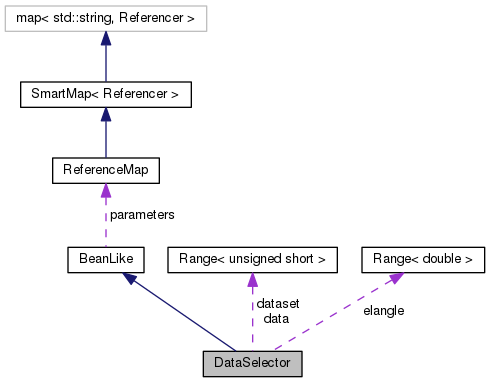 map< std::string, Referencer >
SmartMap< Referencer >
ReferenceMap
parameters
BeanLike
Range< unsigned short >
Range< double >
dataset
data
elangle
DataSelector